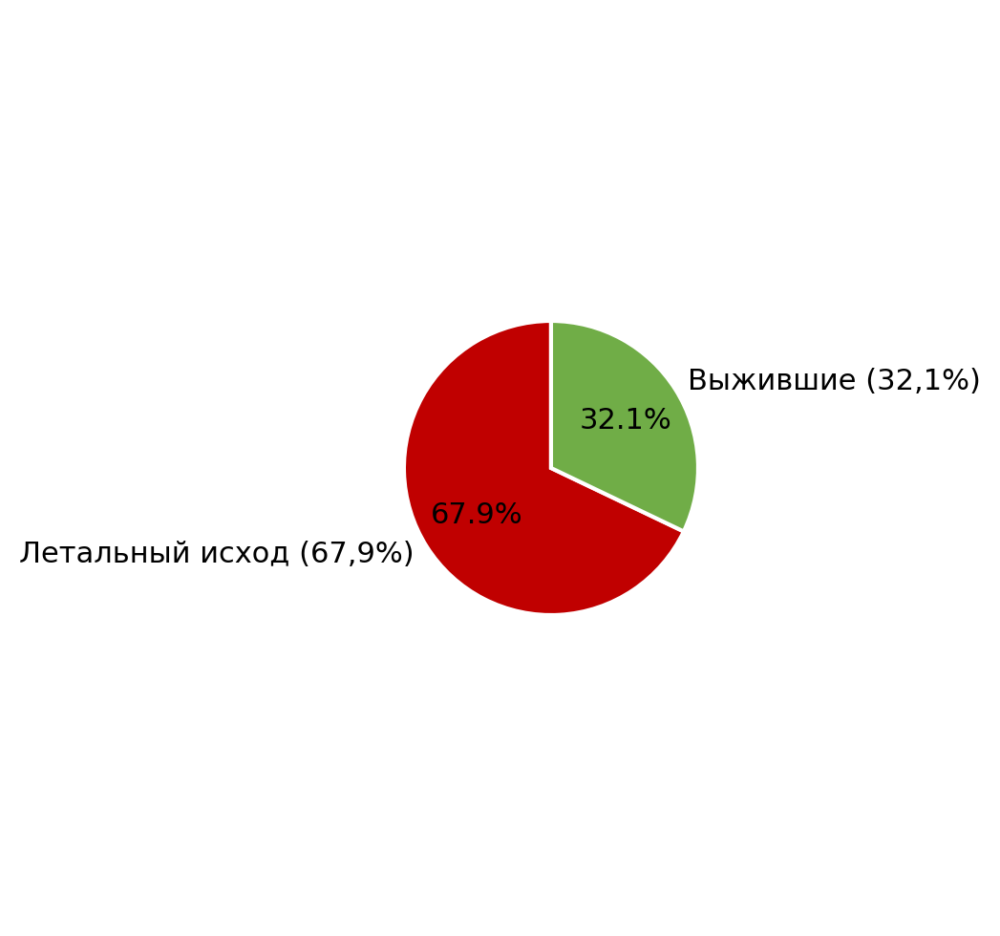 Выжившие (32,1%)
32.1%
67.9%
Летальный исход (67,9%)